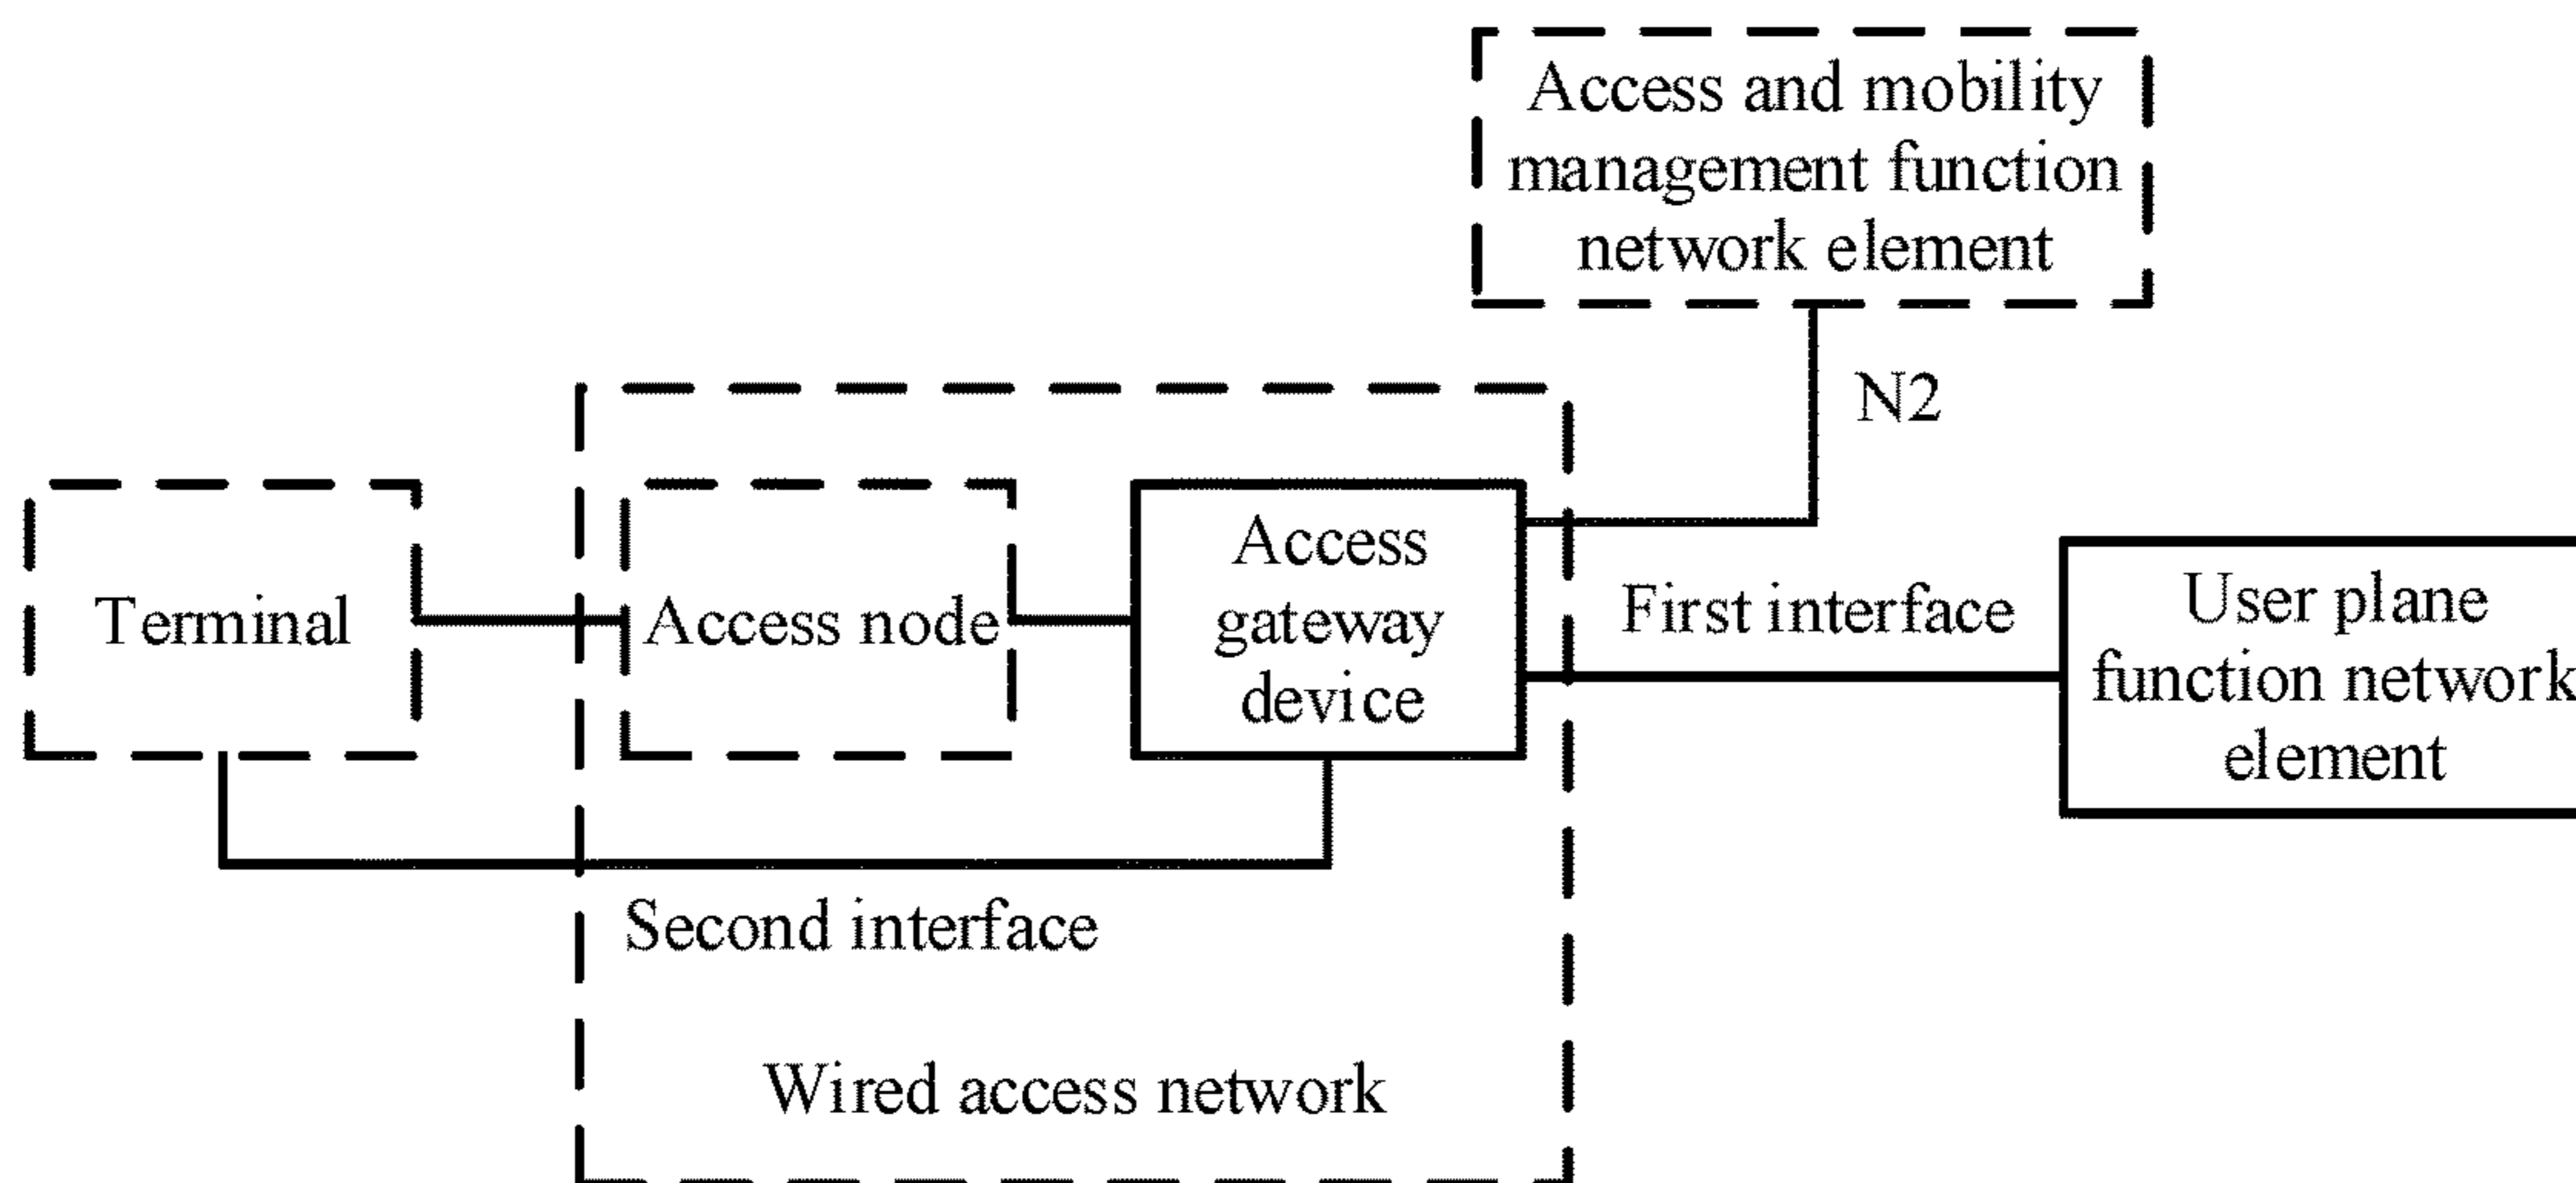 Access and mobility
management function
network element
N2
Terminal
Access node
Access
gateway
device
First interface
User plane
function network
element
Second interface
Wired access network